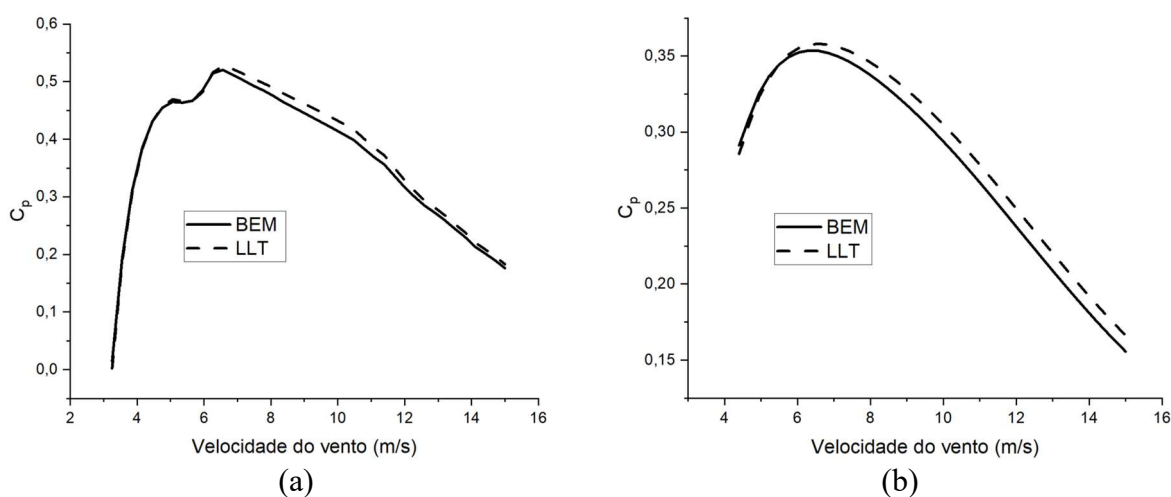 0,6
0,5
0,4
0,3
0,2
0,1
0,0
Cp
BEM
LLT
2 4 6 8 10 12 14 16
Velocidade do vento (m/s)
(a)
0,35
0,30
0,25
0,20
0,15
Cp
BEM
LLT
4 6 8 10 12 14 16
Velocidade do vento (m/s)
(b)